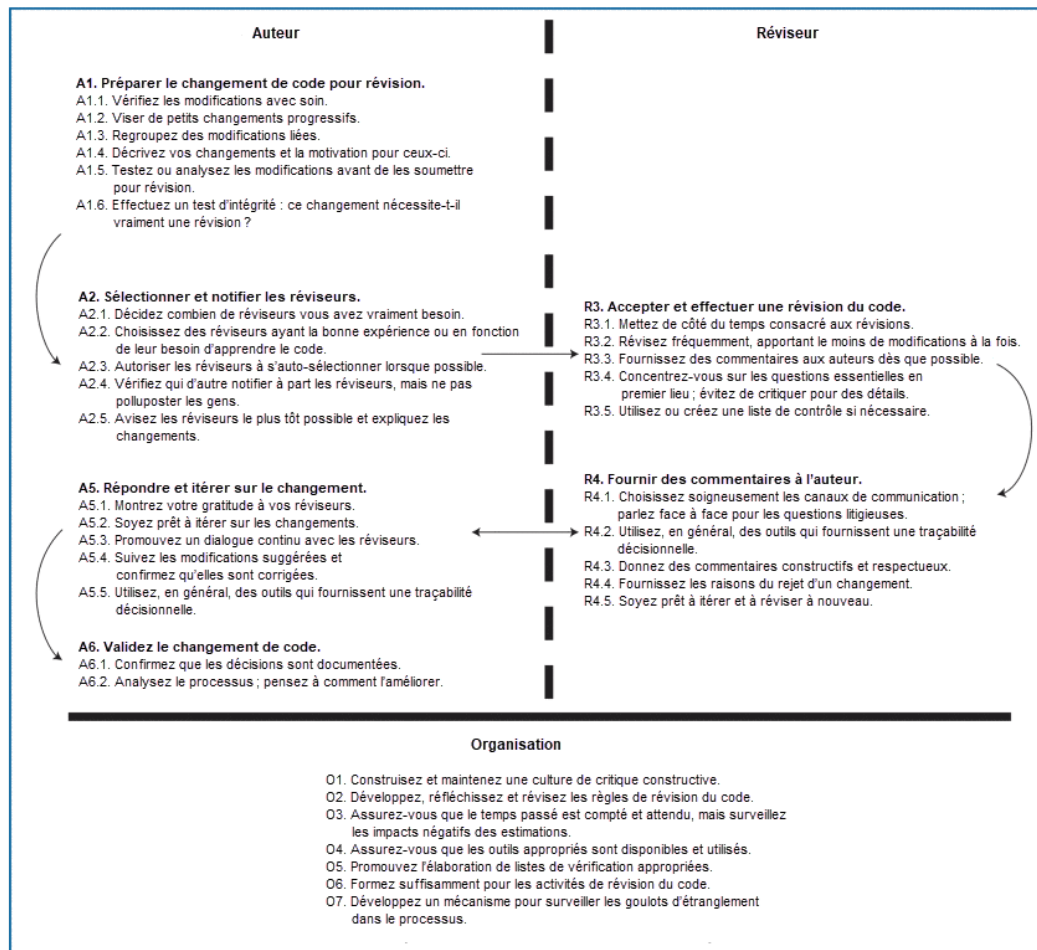 Auteur
Réviseur
A1. Préparer le changement de code pour révision.
A1.1. Vérifiez les modifications avec soin.
A1.2. Viser de petits changements progressifs.
A1.3. Regroupez des modifications liées.
A1.4. Décrivez vos changements et la motivation pour ceux-ci.
A1.5. Testez ou analysez les modifications avant de les soumettre
pour révision.
A1.6. Effectuez un test d'intégrité : ce changement nécessite-t-il
vraiment une révision ?
A2. Sélectionner et notifier les réviseurs.
A2.1. Décidez combien de réviseurs vous avez vraiment besoin.
A2.2. Choisissez des réviseurs ayant la bonne expérience ou en fonction
de leur besoin d'apprendre le code.
A2.3. Autoriser les réviseurs à s'auto-sélectionner lorsque possible.
A2.4. Vérifiez qui d'autre notifier à part les réviseurs, mais ne pas
polluposter les gens.
A2.5. Avisez les réviseurs le plus tôt possible et expliquez les
changements.
R3. Accepter et effectuer une révision du code.
R3.1. Mettez de côté du temps consacré aux révisions.
R3.2. Révisez fréquemment, apportant le moins de modifications à la fois.
R3.3. Fournissez des commentaires aux auteurs dès que possible.
R3.4. Concentrez-vous sur les questions essentielles en
premier lieu ; évitez de critiquer pour des détails.
R3.5. Utilisez ou créez une liste de contrôle si nécessaire.
A5. Répondre et itérer sur le changement.
A5.1. Montrez votre gratitude à vos réviseurs.
A5.2. Soyez prêt à itérer sur les changements.
A5.3. Promouvez un dialogue continu avec les réviseurs.
A5.4. Suivez les modifications suggérées et
confirmez qu'elles sont corrigées.
A5.5. Utilisez, en général, des outils qui fournissent une traçabilité
décisionnelle.
R4. Fournir des commentaires à l'auteur.
R4.1. Choisissez soigneusement les canaux de communication ;
parlez face à face pour les questions litigieuses.
R4.2. Utilisez, en général, des outils qui fournissent une traçabilité
décisionnelle.
R4.3. Donnez des commentaires constructifs et respectueux.
R4.4. Fournissez les raisons du rejet d'un changement.
R4.5. Soyez prêt à itérer et à réviser à nouveau.
A6. Validez le changement de code.
A6.1. Confirmez que les décisions sont documentées.
A6.2. Analysez le processus ; pensez à comment l'améliorer.
Organisation
O1. Construisez et maintenez une culture de critique constructive.
O2. Développez, réfléchissez et révisez les règles de révision du code.
O3. Assurez-vous que le temps passé est compté et attendu, mais surveillez
les impacts négatifs des estimations.
O4. Assurez-vous que les outils appropriés sont disponibles et utilisés.
O5. Promouvez l'élaboration de listes de vérification appropriées.
O6. Formez suffisamment pour les activités de révision du code.
O7. Développez un mécanisme pour surveiller les goulots d'étranglement
dans le processus.